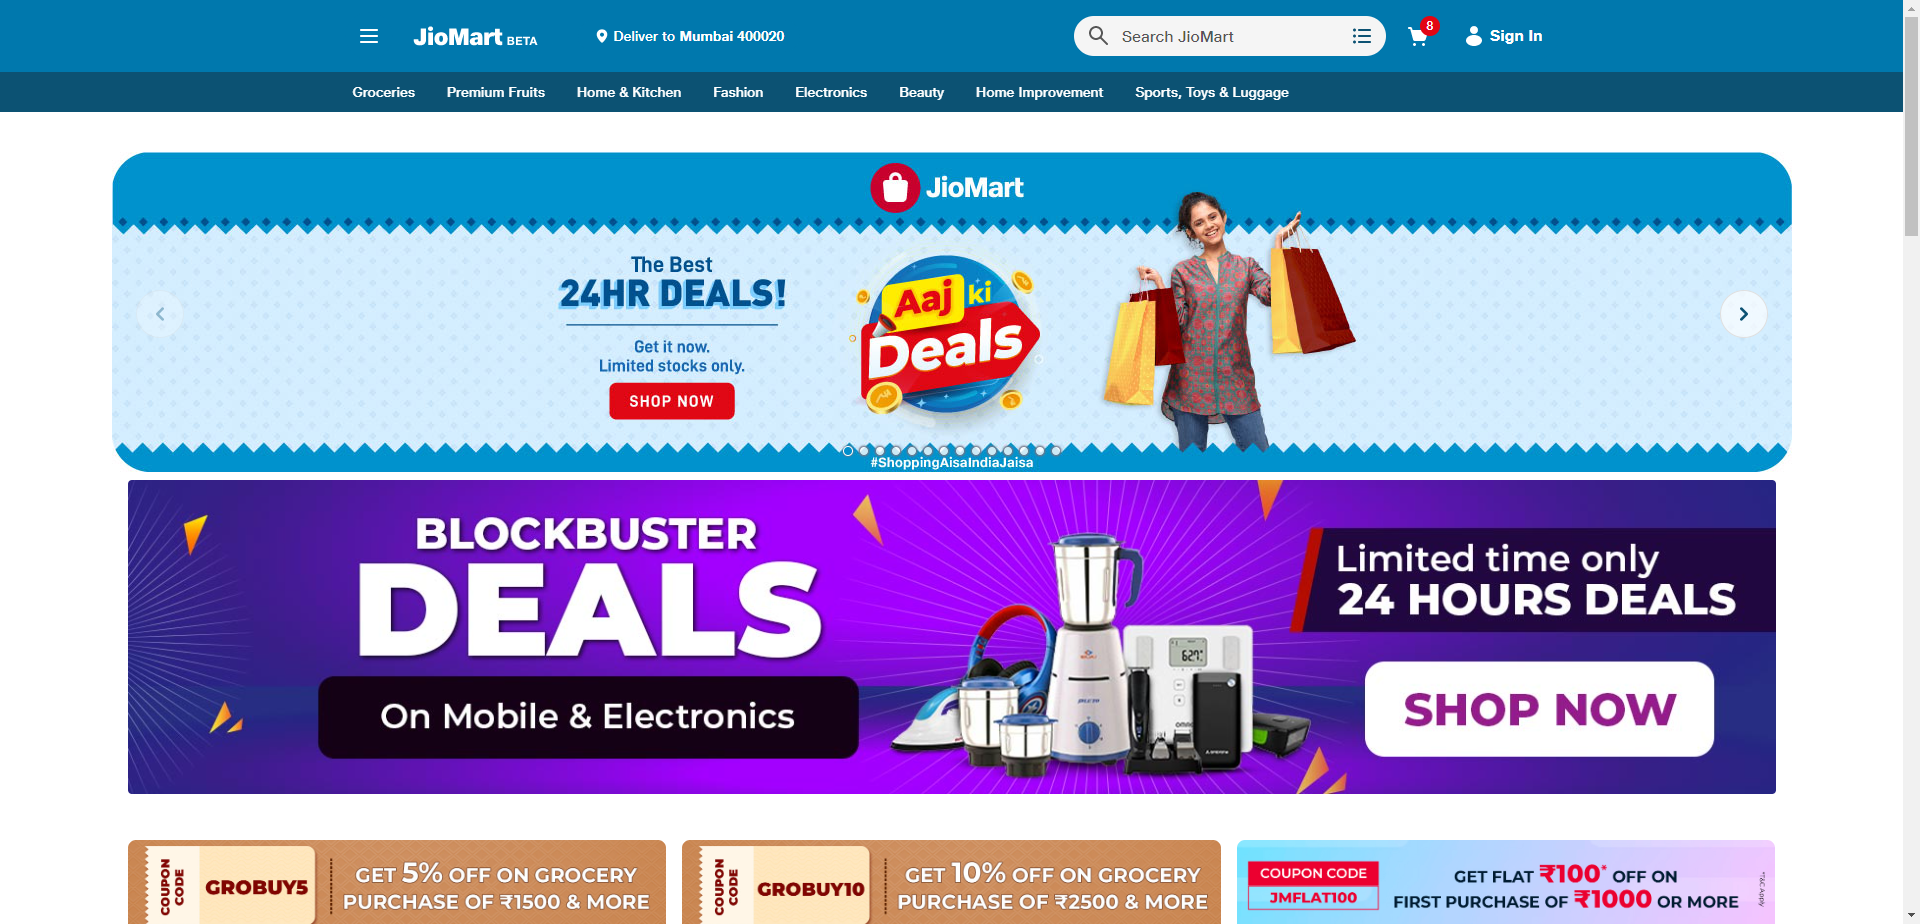 JioMart BETA
Deliver to Mumbai 400020
Search JioMart
8
Sign In
Groceries
Premium Fruits
Home & Kitchen
Fashion
Electronics
Beauty
Home Improvement
Sports, Toys & Luggage
JioMart
The Best
24HR DEALS!
Get it now.
Limited stocks only.
SHOP NOW
Aaj ki
Deals
#ShoppingAisaIndiaJaisa
BLOCKBUSTER
DEALS
On Mobile & Electronics
Limited time only
24 HOURS DEALS
SHOP NOW
COUPON
CODE
GROBUY5
GET 5% OFF ON GROCERY
PURCHASE OF ₹1500 & MORE
COUPON
CODE
GROBUY10
GET 10% OFF ON GROCERY
PURCHASE OF ₹2500 & MORE
COUPON CODE
JMFLAT100
GET FLAT ₹100* OFF ON
FIRST PURCHASE OF ₹1000 OR MORE
*T&C Apply